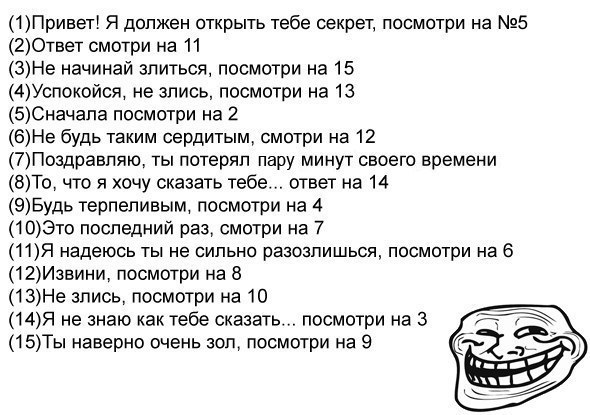 (1)Привет! Я должен открыть тебе секрет, посмотри на №5
(2)Ответ смотри на 11
(3)Не начинай злиться, посмотри на 15
(4)Успокойся, не злись, посмотри на 13
(5)Сначала посмотри на 2
(6)Не будь таким сердитым, смотри на 12
(7)Поздравляю, ты потерял пару минут своего времени
(8)То, что я хочу сказать тебе... ответ на 14
(9)Будь терпеливым, посмотри на 4
(10)Это последний раз, смотри на 7
(11)Я надеюсь ты не сильно разозлишься, посмотри на 6
(12)Извини, посмотри на 8
(13)Не злись, посмотри на 10
(14)Я не знаю как тебе сказать... посмотри на 3
(15)Ты наверно очень зол, посмотри на 9